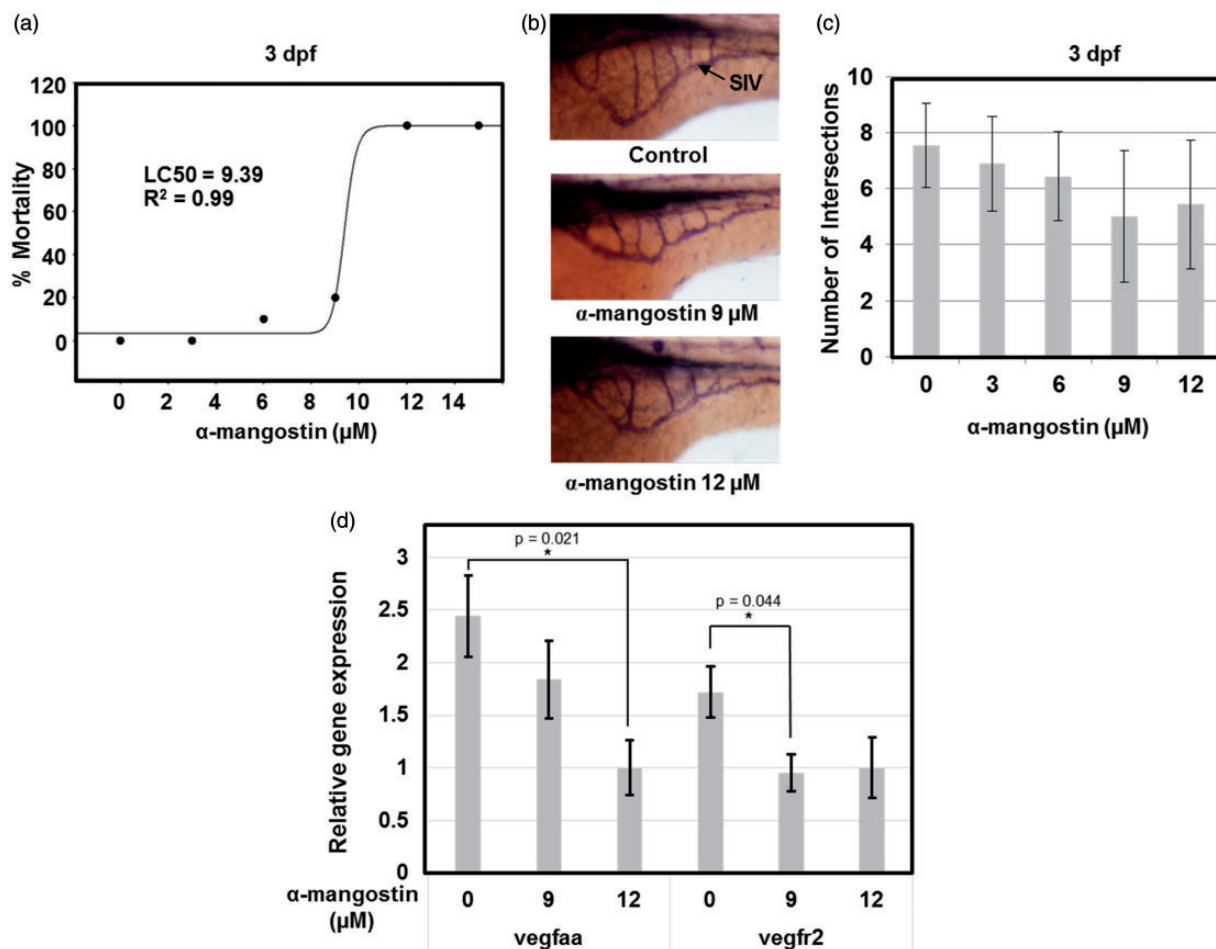 (a)
3 dpf
120
100
80
60
40
20
0
% Mortality
LC50 = 9.39
R² = 0.99
0 2 4 6 8 10 12 14
α-mangostin (µM)
(b)
SIV
Control
α-mangostin 9 µM
α-mangostin 12 µM
(c)
3 dpf
10
8
6
4
2
0
Number of Intersections
0 3 6 9 12
α-mangostin (µM)
(d)
3
2.5
2
1.5
1
0.5
0
Relative gene expression
p = 0.021
*
p = 0.044
*
α-mangostin 0 9 12 0 9 12
(µM)
vegfaa vegfr2